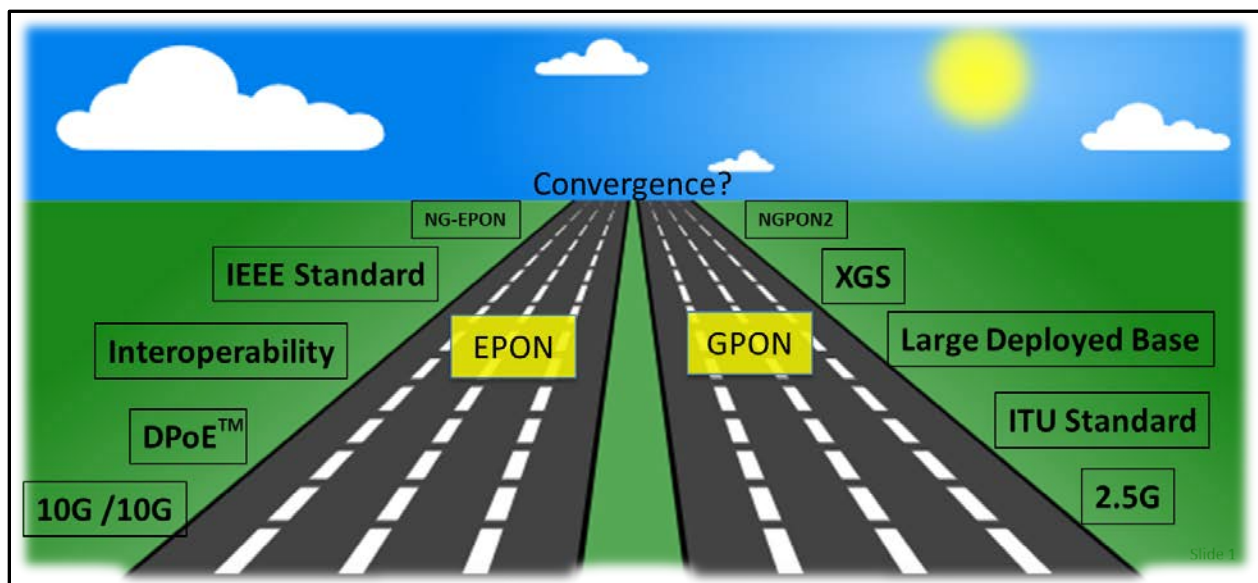 Convergence?
NG-EPON
NGPON2
IEEE Standard
XGS
EPON
GPON
Interoperability
Large Deployed Base
DPoE™
ITU Standard
10G /10G
2.5G
Slide 1